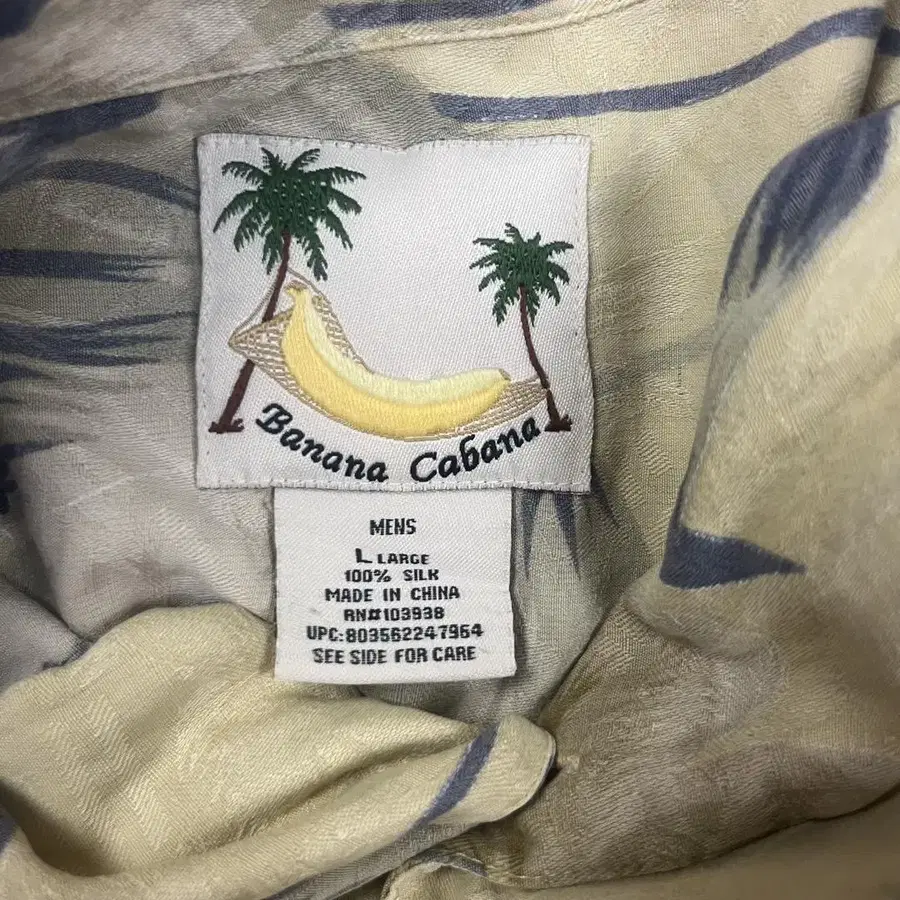 Banana Cabana
MENS
L LARGE
100% SILK
MADE IN CHINA
RN#103938
UPC:803562247964
SEE SIDE FOR CARE